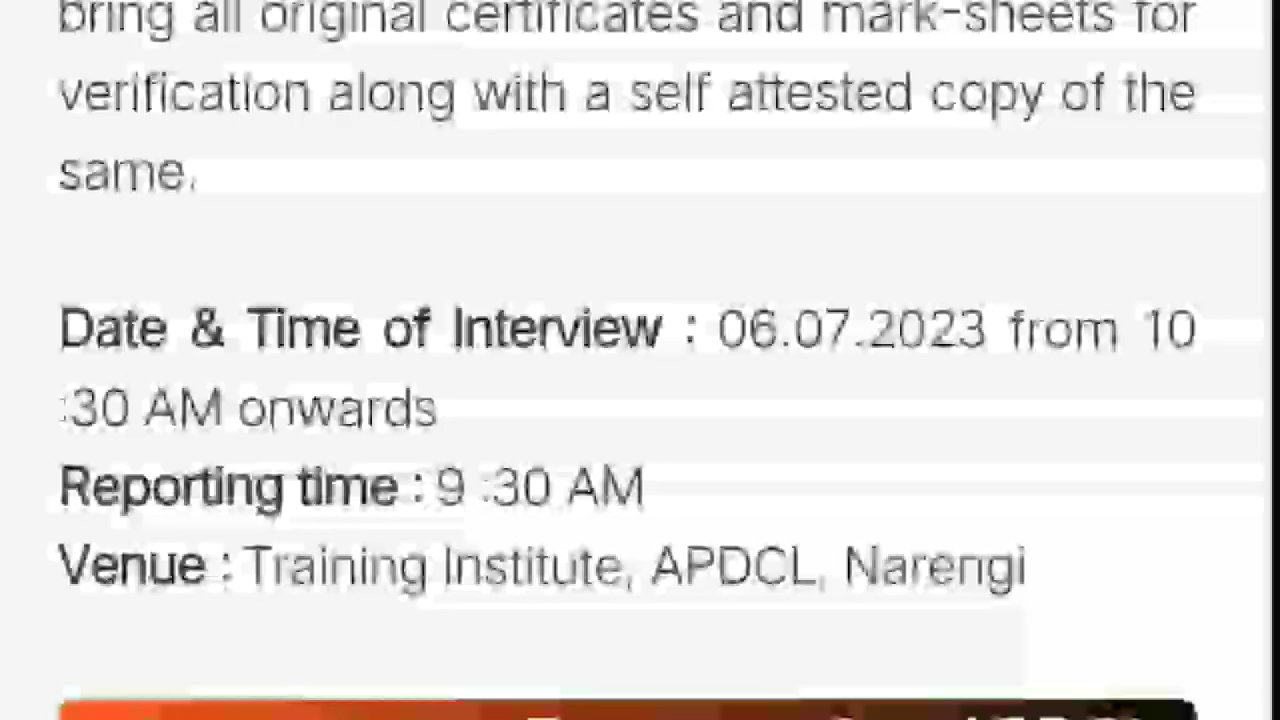 bring all original certificates and mark-sheets for
verification along with a self attested copy of the
same.
Date & Time of Interview : 06.07.2023 from 10
:30 AM onwards
Reporting time : 9 :30 AM
Venue : Training Institute, APDCL, Narengi